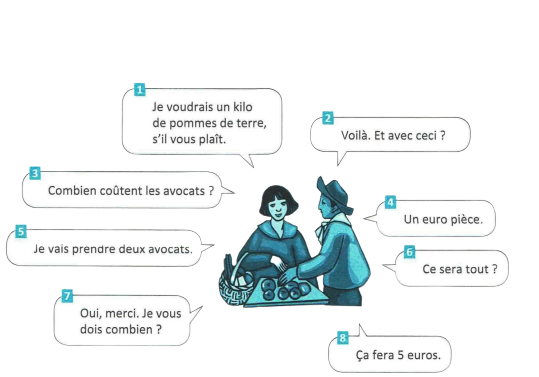 1
Je voudrais un kilo
de pommes de terre,
s'il vous plaît.
2
Voilà. Et avec ceci ?
3
Combien coûtent les avocats ?
4
Un euro pièce.
5
Je vais prendre deux avocats.
6
Ce sera tout ?
7
Oui, merci. Je vous
dois combien ?
8
Ça fera 5 euros.